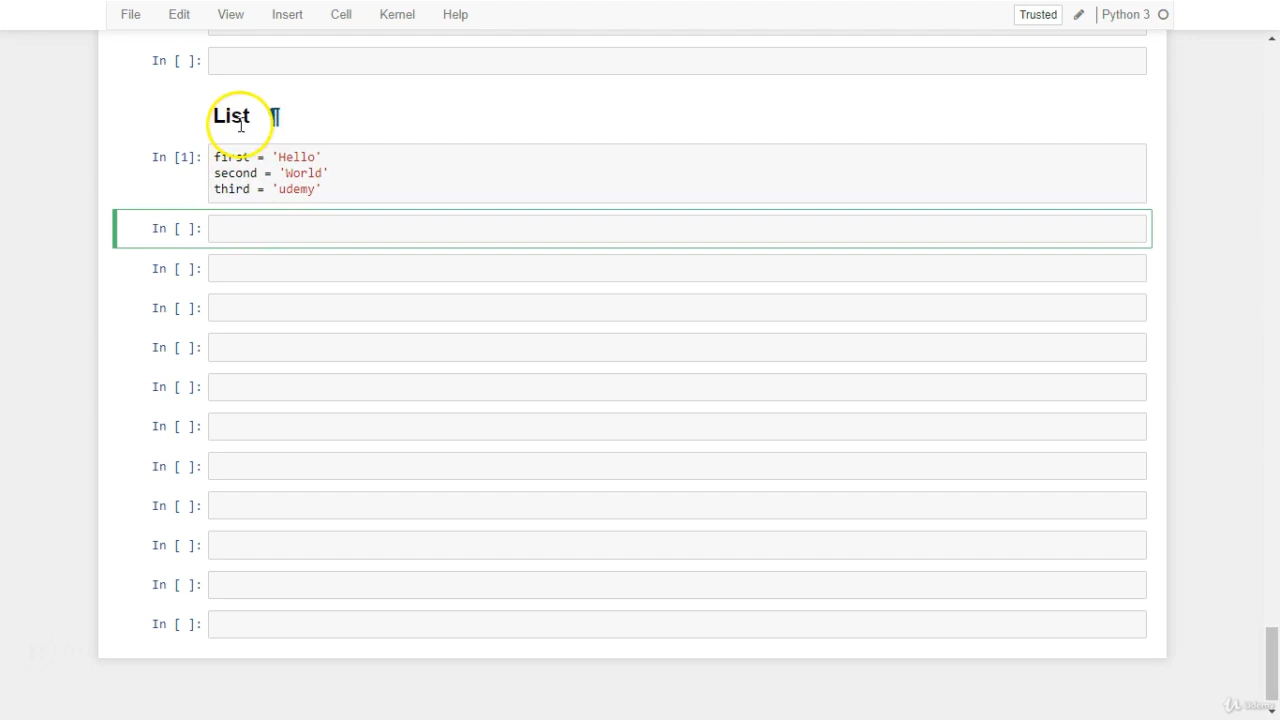 File Edit View Insert Cell Kernel Help Trusted Python 3
In [ ]:
List ¶
In [1]: first = 'Hello'
second = 'World'
third = 'udemy'
In [ ]:
In [ ]:
In [ ]:
In [ ]:
In [ ]:
In [ ]:
In [ ]:
In [ ]:
In [ ]:
In [ ]:
In [ ]:
Udemy